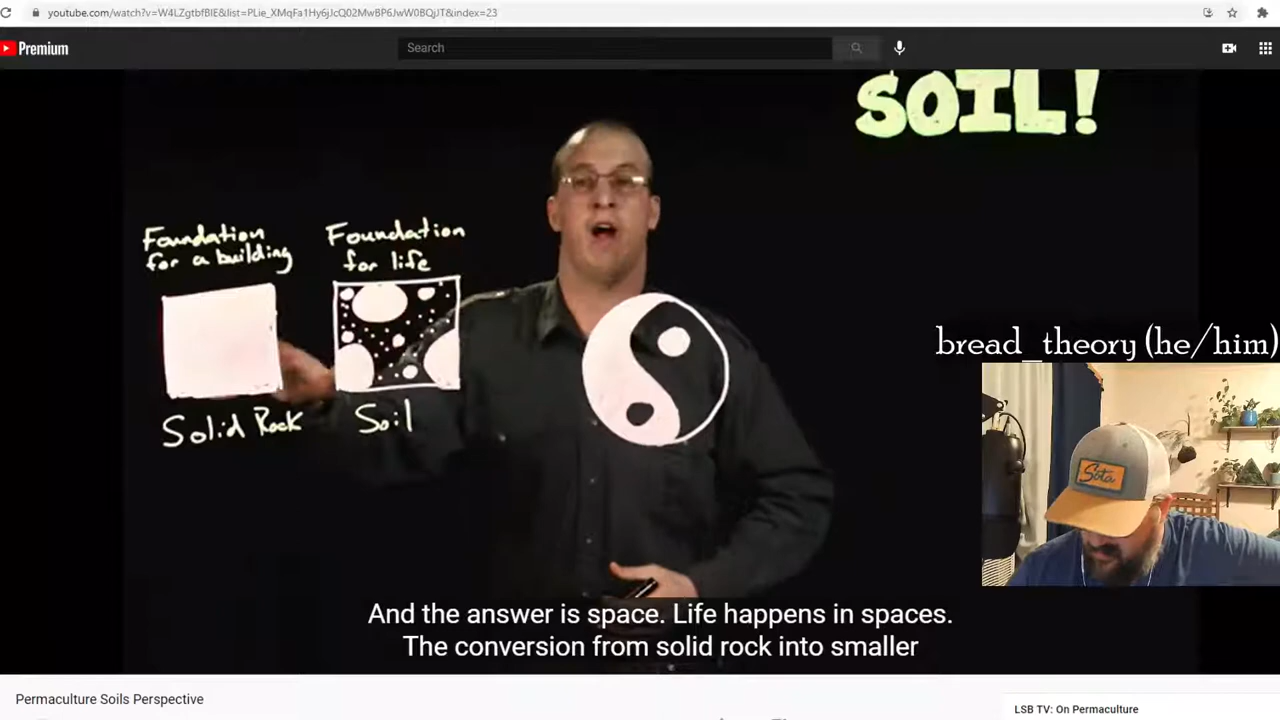 youtube.com/watch?v=W4LZgtbfBlE&list=PLie_XMqFa1Hy6jJcQ02MwBP6JwW0BQJT&index=23
Premium
Search
SOIL!
Foundation
for a building
Foundation
for life
Solid Rock
Soil
bread_theory (he/him)
Sota
And the answer is space. Life happens in spaces.
The conversion from solid rock into smaller
Permaculture Soils Perspective
LSB TV: On Permaculture